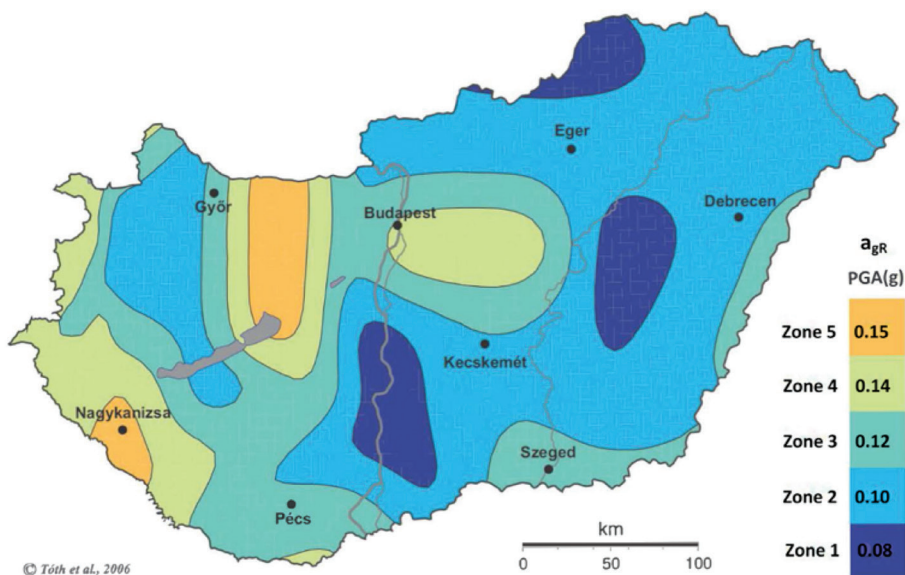 Eger
Győr
Budapest
Debrecen
a_gR
PGA(g)
Zone 5 0.15
Kecskemét
Zone 4 0.14
Nagykanizsa
Zone 3 0.12
Szeged
Zone 2 0.10
Pécs
km
Zone 1 0.08
0 50 100
© Tóth et al., 2006